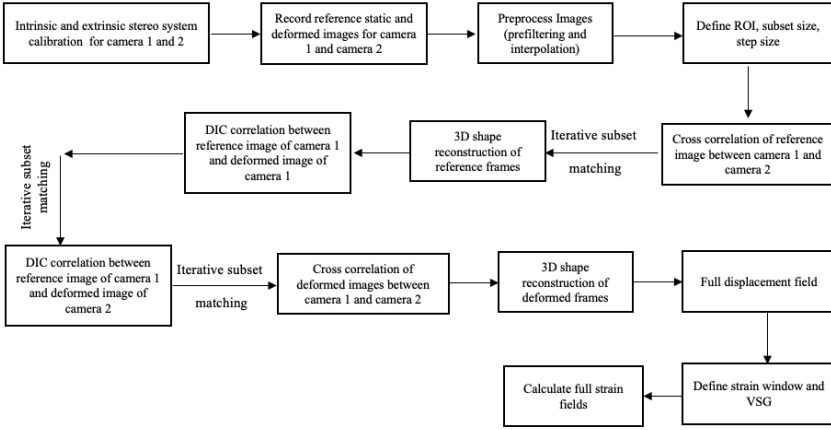 Intrinsic and extrinsic stereo system
calibration for camera 1 and 2
Record reference static and
deformed images for camera
1 and camera 2
Preprocess Images
(prefiltering and
interpolation)
Define ROI, subset size,
step size
Cross correlation of reference
image between camera 1 and
camera 2
Iterative subset
matching
3D shape
reconstruction of
reference frames
DIC correlation between
reference image of camera 1
and deformed image of
camera 1
Iterative subset
matching
DIC correlation between
reference image of camera 1
and deformed image of
camera 2
Iterative subset
matching
Cross correlation of
deformed images between
camera 1 and camera 2
3D shape
reconstruction of
deformed frames
Full displacement field
Define strain window and
VSG
Calculate full strain
fields